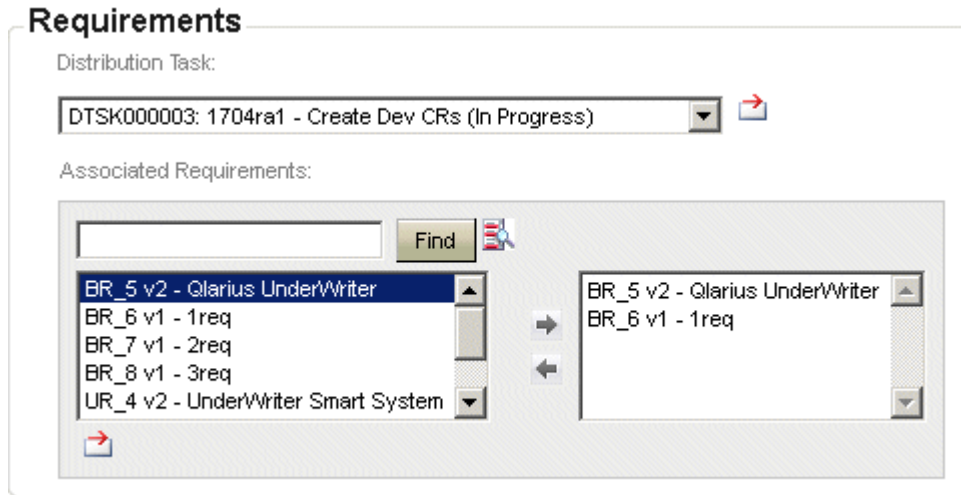 Requirements
Distribution Task:
DTSK000003: 1704ra1 - Create Dev CRs (In Progress)
Associated Requirements:
Find
BR_5 v2 - Qlarius UnderWriter
BR_6 v1 - 1req
BR_7 v1 - 2req
BR_8 v1 - 3req
UR_4 v2 - UnderWriter Smart System
BR_5 v2 - Qlarius UnderWriter
BR_6 v1 - 1req